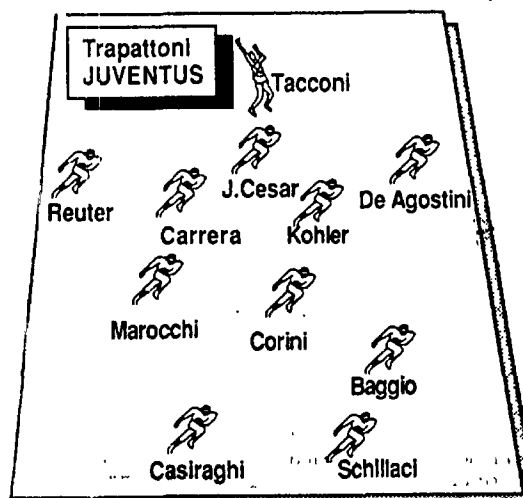 Trapattoni
JUVENTUS
Tacconi
J.Cesar
De Agostini
Reuter
Carrera
Kohler
Marocchi
Corini
Baggio
Casiraghi
Schillaci